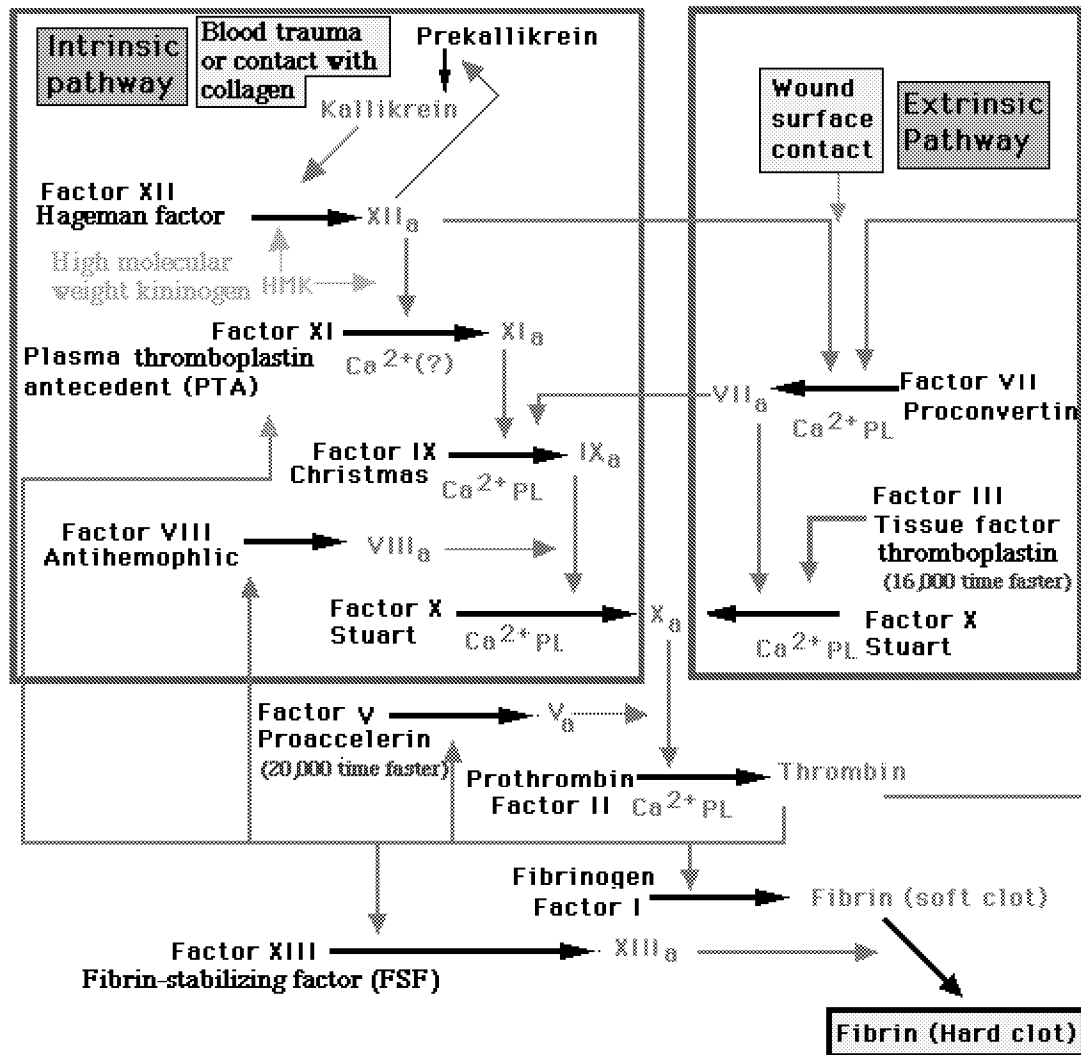 Intrinsic
pathway
Blood trauma
or contact with
collagen
Prekallikrein
Kallikrein
Wound
surface
contact
Extrinsic
Pathway
Factor XII
Hageman factor
XIIa
High molecular
weight kininogen
HMK
Factor XI
Plasma thromboplastin
antecedent (PTA)
Ca2+(?)
XIa
VIIa
Factor VII
Proconvertin
Ca2+ PL
Factor IX
Christmas
Ca2+ PL
IXa
Factor III
Tissue factor
thromboplastin
(16,000 time faster)
Factor VIII
Antihemophlic
VIIIa
Factor X
Stuart
Ca2+ PL
Xa
Factor X
Stuart
Ca2+ PL
Factor V
Proaccelerin
(20,000 time faster)
Va
Prothrombin
Factor II
Ca2+ PL
Thrombin
Fibrinogen
Factor I
Fibrin (soft clot)
Factor XIII
Fibrin-stabilizing factor (FSF)
XIIIa
Fibrin (Hard clot)